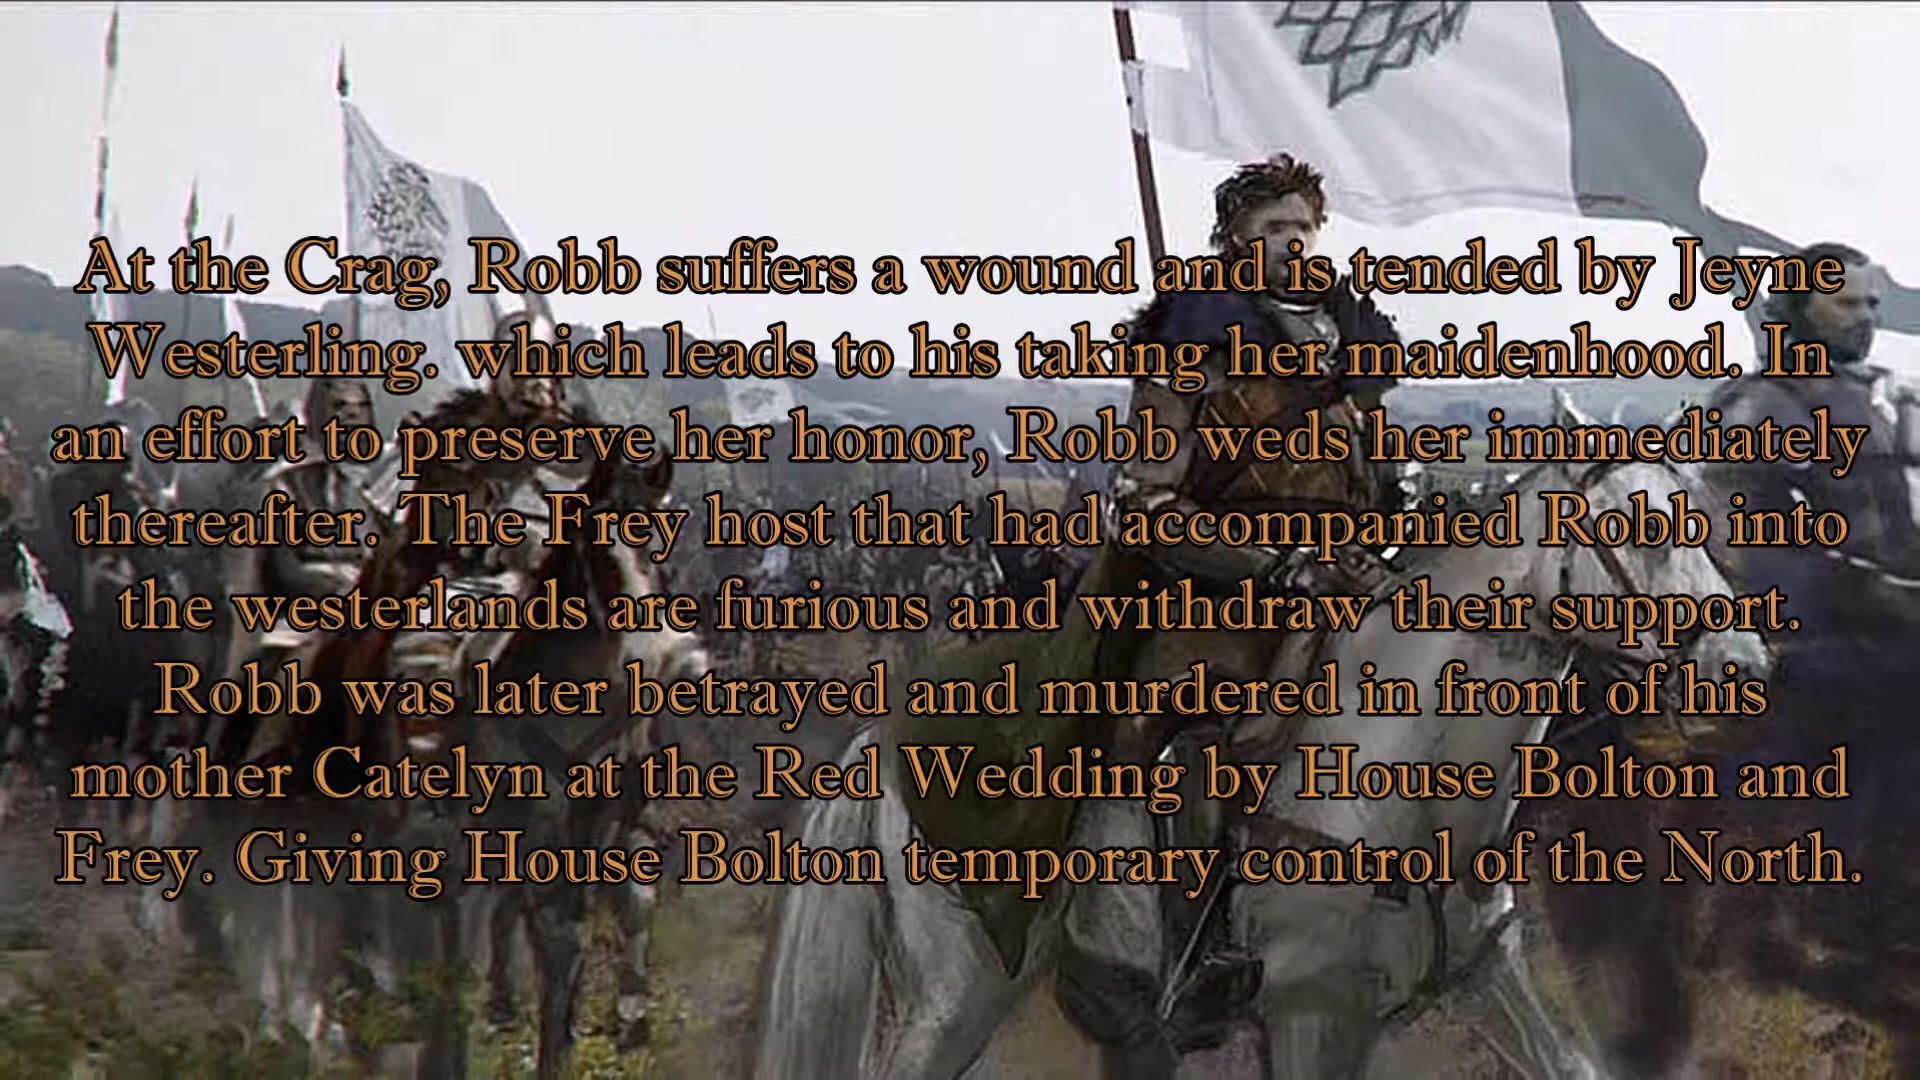 At the Crag, Robb suffers a wound and is tended by Jeyne
Westerling. which leads to his taking her maidenhood. In
an effort to preserve her honor, Robb weds her immediately
thereafter. The Frey host that had accompanied Robb into
the westerlands are furious and withdraw their support.
Robb was later betrayed and murdered in front of his
mother Catelyn at the Red Wedding by House Bolton and
Frey. Giving House Bolton temporary control of the North.